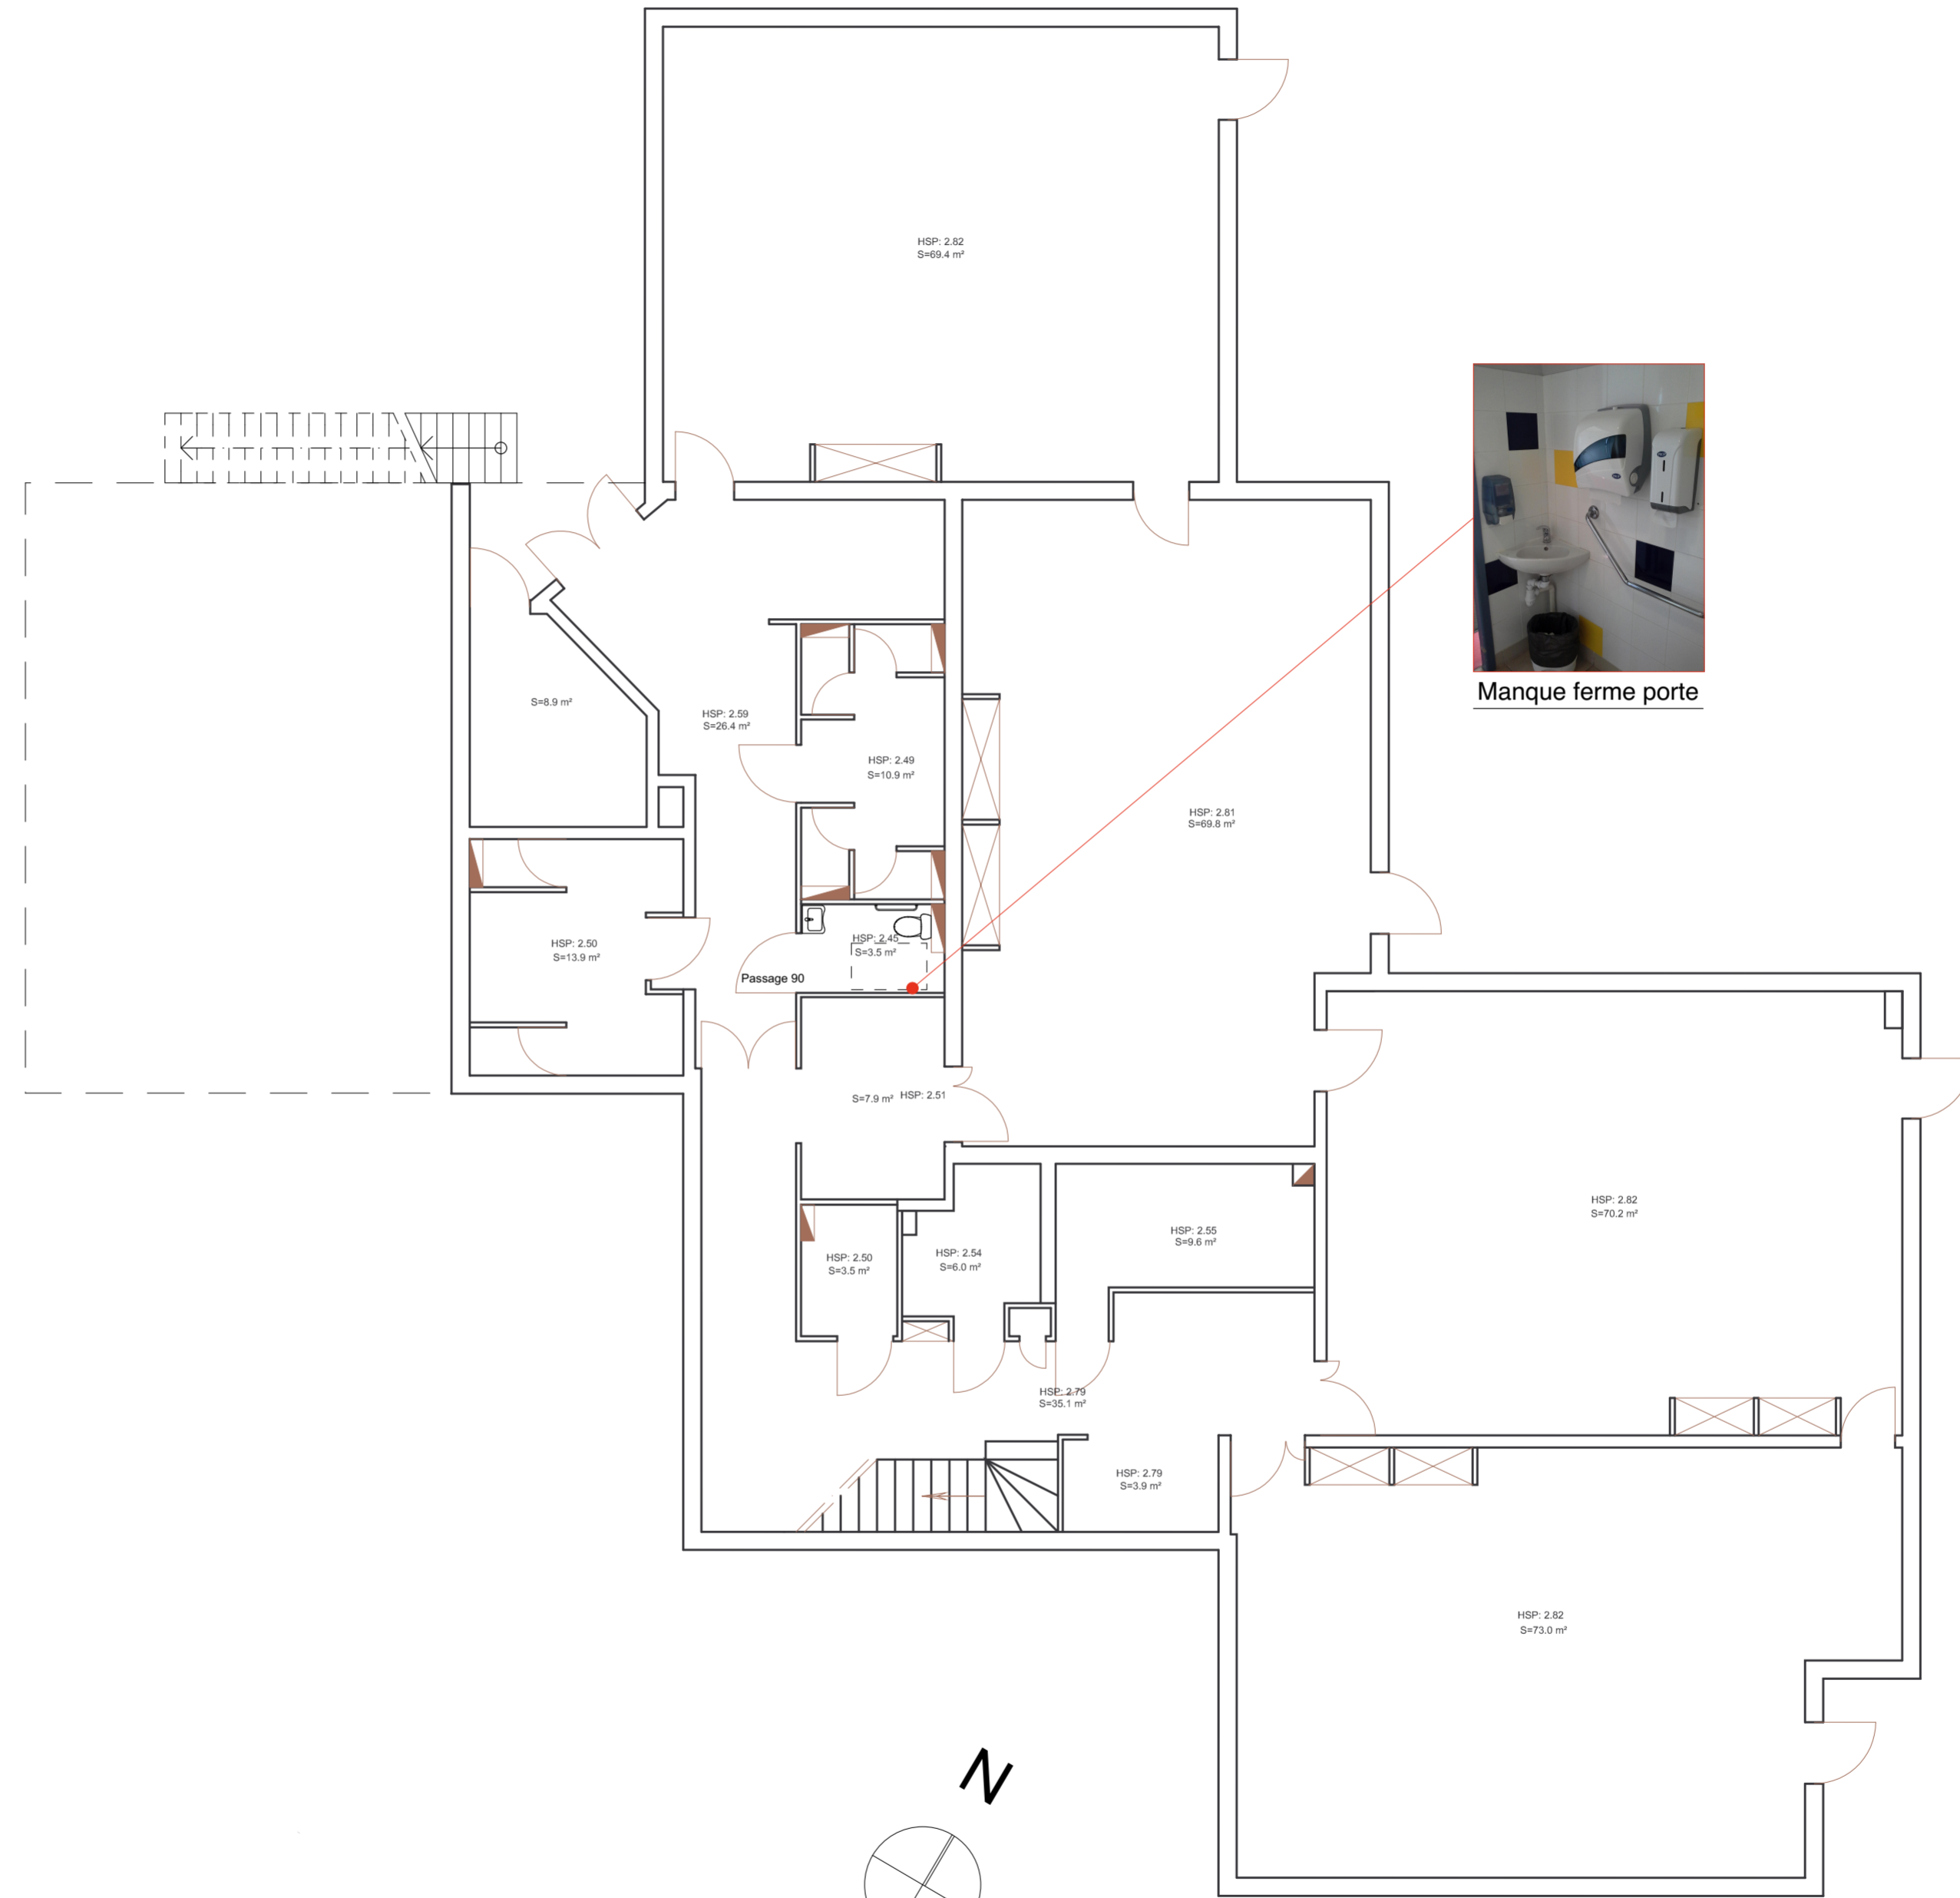 HSP: 2.82
S=69.4 m²
Manque ferme porte
S=8.9 m²
HSP: 2.59
S=26.4 m²
HSP: 2.49
S=10.9 m²
HSP: 2.81
S=69.8 m²
HSP: 2.50
S=13.9 m²
HSP: 2.45
S=3.5 m²
Passage 90
S=7.9 m² HSP: 2.51
HSP: 2.82
S=70.2 m²
HSP: 2.55
S=9.6 m²
HSP: 2.50
S=3.5 m²
HSP: 2.54
S=6.0 m²
HSP: 2.79
S=35.1 m²
HSP: 2.79
S=3.9 m²
HSP: 2.82
S=73.0 m²
N